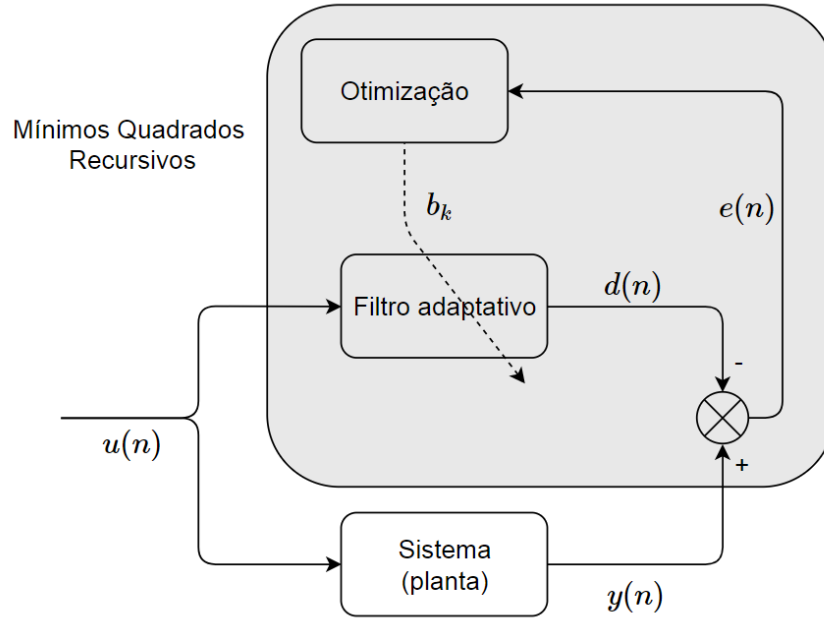 Otimização
Mínimos Quadrados
Recursivos
b_k
e(n)
Filtro adaptativo
d(n)
-
u(n)
+
Sistema
(planta)
y(n)